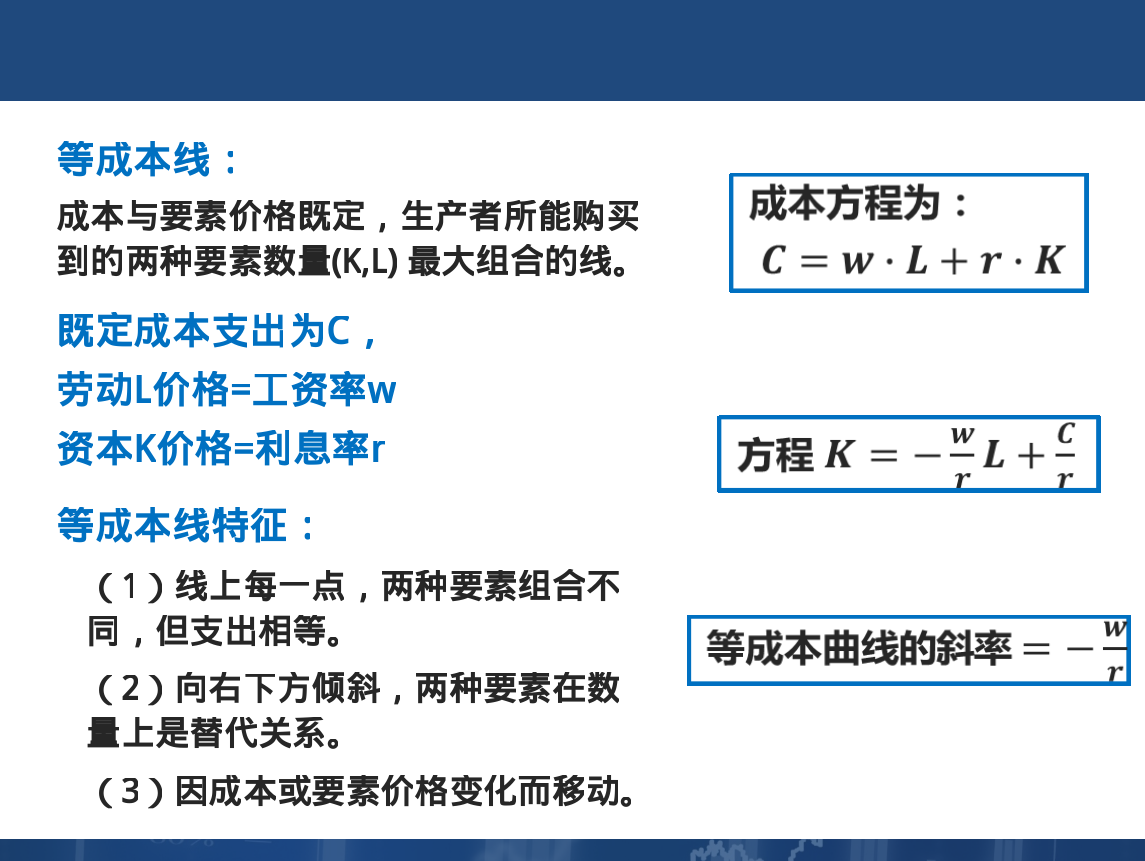 等成本线：
成本与要素价格既定，生产者所能购买
到的两种要素数量(K,L) 最大组合的线。
既定成本支出为C，
劳动L价格=工资率w
资本K价格=利息率r
等成本线特征：
（1）线上每一点，两种要素组合不
同，但支出相等。
（2）向右下方倾斜，两种要素在数
量上是替代关系。
（3）因成本或要素价格变化而移动。
成本方程为：
C = w · L + r · K
方程 K = − w/r L + C/r
等成本曲线的斜率 = − w/r